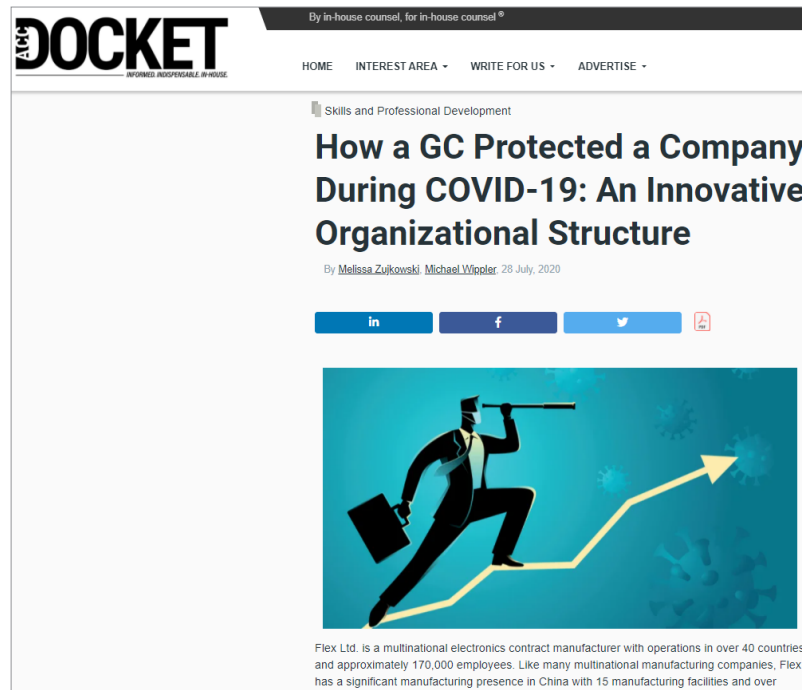 ACC DOCKET
INFORMED. INDISPENSABLE. IN-HOUSE.
By in-house counsel, for in-house counsel ®
HOME INTEREST AREA WRITE FOR US ADVERTISE
Skills and Professional Development
How a GC Protected a Company
During COVID-19: An Innovative
Organizational Structure
By Melissa Zujkowski, Michael Wippler, 28 July, 2020
in f
PDF
Flex Ltd. is a multinational electronics contract manufacturer with operations in over 40 countries
and approximately 170,000 employees. Like many multinational manufacturing companies, Flex
has a significant manufacturing presence in China with 15 manufacturing facilities and over